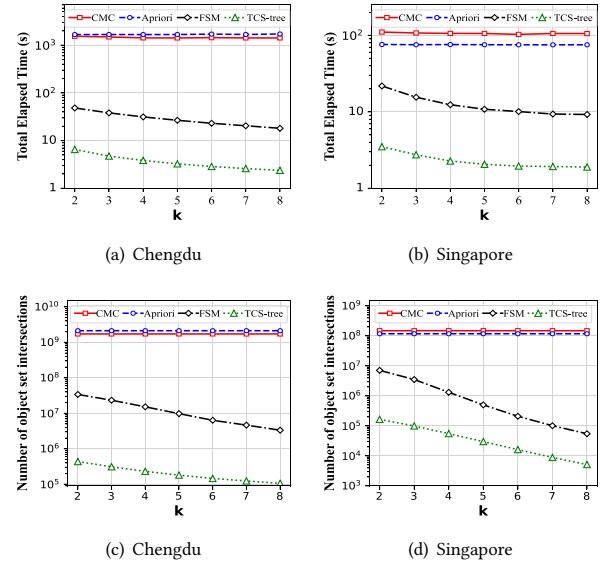 CMC Apriori FSM TCS-tree
Total Elapsed Time (s)
10^3
10^2
10
1
2 3 4 5 6 7 8
k
(a) Chengdu
CMC Apriori FSM TCS-tree
Total Elapsed Time (s)
10^2
10
1
2 3 4 5 6 7 8
k
(b) Singapore
CMC Apriori FSM TCS-tree
Number of object set intersections
10^10
10^9
10^8
10^7
10^6
10^5
2 3 4 5 6 7 8
k
(c) Chengdu
CMC Apriori FSM TCS-tree
Number of object set intersections
10^9
10^8
10^7
10^6
10^5
10^4
10^3
2 3 4 5 6 7 8
k
(d) Singapore